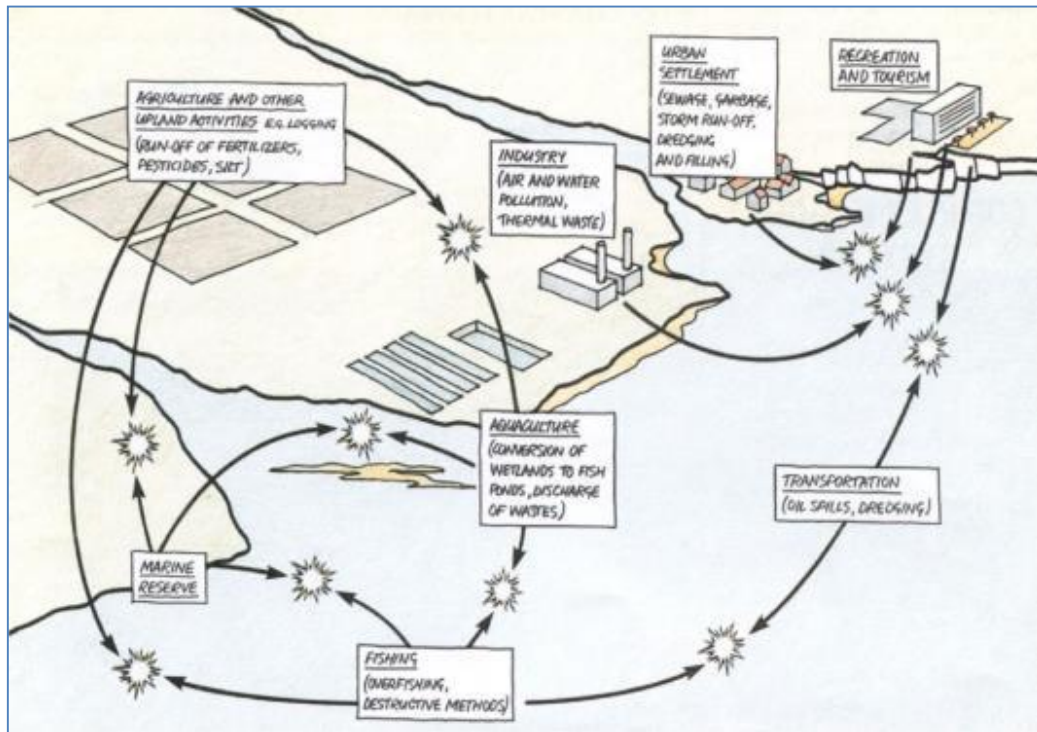 AGRICULTURE AND OTHER
UPLAND ACTIVITIES E.G. LOGGING
(RUN-OFF OF FERTILIZERS,
PESTICIDES, SILT)
INDUSTRY
(AIR AND WATER
POLLUTION,
THERMAL WASTE)
URBAN
SETTLEMENT
(SEWAGE, GARBAGE,
STORM RUN-OFF,
DREDGING
AND FILLING)
RECREATION
AND TOURISM
AQUACULTURE
(CONVERSION OF
WETLANDS TO FISH
PONDS, DISCHARGE
OF WASTES)
TRANSPORTATION
(OIL SPILLS, DREDGING)
MARINE
RESERVE
FISHING
(OVERFISHING,
DESTRUCTIVE METHODS)